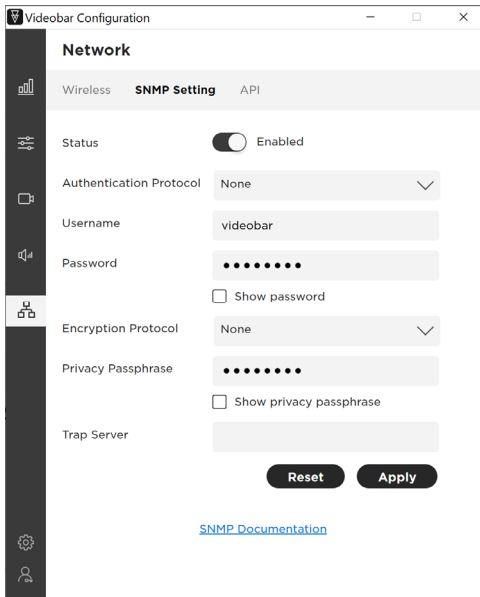 Videobar Configuration
Network
Wireless SNMP Setting API
Status Enabled
Authentication Protocol None
Username videobar
Password ●●●●●●●●
Show password
Encryption Protocol None
Privacy Passphrase ●●●●●●●●
Show privacy passphrase
Trap Server
Reset Apply
SNMP Documentation